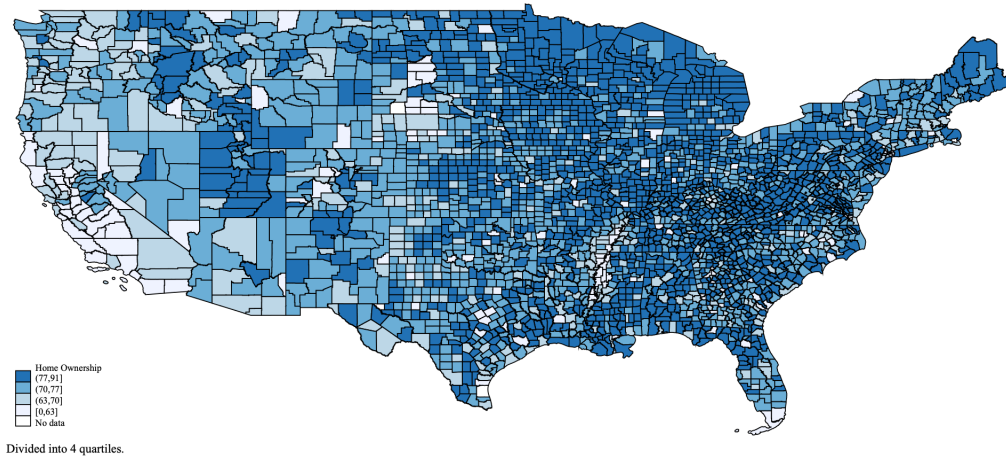 Home Ownership
(77,91]
(70,77]
(63,70]
[0,63]
No data
Divided into 4 quartiles.